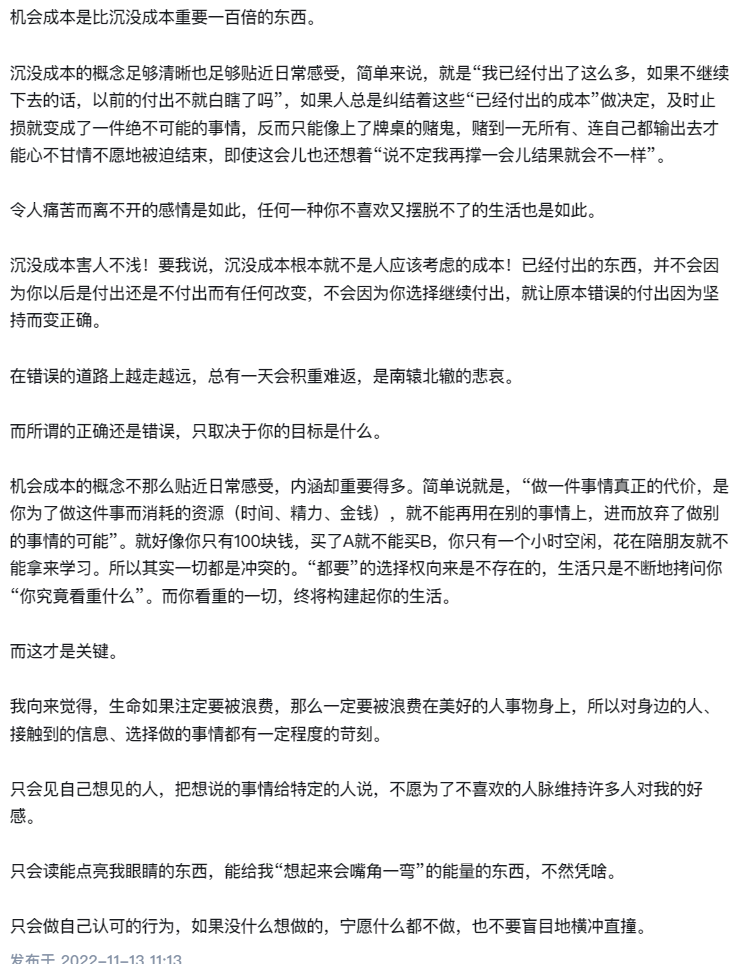 机会成本是比沉没成本重要一百倍的东西。
沉没成本的概念足够清晰也足够贴近日常感受，简单来说，就是“我已经付出了这么多，如果不继续
下去的话，以前的付出不就白瞎了吗”，如果人总是纠结着这些“已经付出的成本”做决定，及时止
损就变成了一件绝不可能的事情，反而只能像上了牌桌的赌鬼，赌到一无所有、连自己都输出去才
能心不甘情不愿地被迫结束，即使这会儿也还想着“说不定我再撑一会儿结果就会不一样”。
令人痛苦而离不开的感情是如此，任何一种你不喜欢又摆脱不了的生活也是如此。
沉没成本害人不浅！要我说，沉没成本根本就不是人应该考虑的成本！已经付出的东西，并不会因
为你以后是付出还是不付出而有任何改变，不会因为你选择继续付出，就让原本错误的付出因为坚
持而变正确。
在错误的道路上越走越远，总有一天会积重难返，是南辕北辙的悲哀。
而所谓的正确还是错误，只取决于你的目标是什么。
机会成本的概念不那么贴近日常感受，内涵却重要得多。简单说就是，“做一件事情真正的代价，是
你为了做这件事而消耗的资源（时间、精力、金钱），就不能再用在别的事情上，进而放弃了做别
的事情的可能”。就好像你只有100块钱，买了A就不能买B，你只有一个小时空闲，花在陪朋友就不
能拿来学习。所以其实一切都是冲突的。“都要”的选择权向来是不存在的，生活只是不断地拷问你
“你究竟看重什么”。而你看重的一切，终将构建起你的生活。
而这才是关键。
我向来觉得，生命如果注定要被浪费，那么一定要被浪费在美好的人事物身上，所以对身边的人、
接触到的信息、选择做的事情都有一定程度的苛刻。
只会见自己想见的人，把想说的事情给特定的人说，不愿为了不喜欢的人脉维持许多人对我的好
感。
只会读能点亮我眼睛的东西，能给我“想起来会嘴角一弯”的能量的东西，不然凭啥。
只会做自己认可的行为，如果没什么想做的，宁愿什么都不做，也不要盲目地横冲直撞。
发布于 2022-11-13 11:13